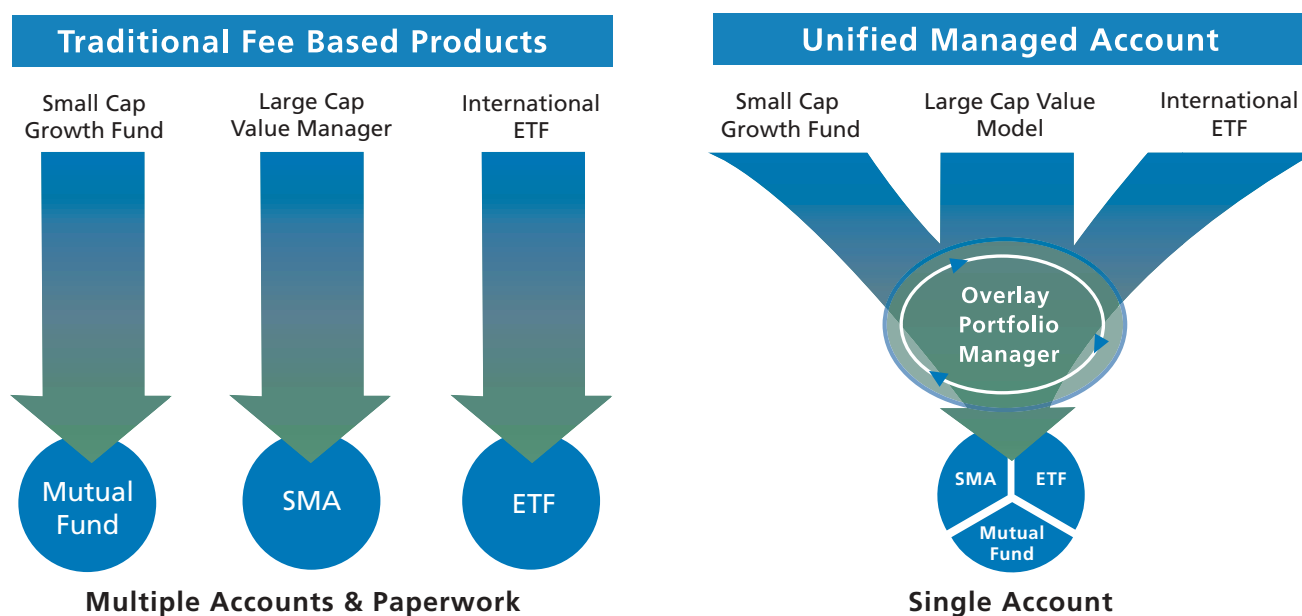 Traditional Fee Based Products
Small Cap
Growth Fund
Large Cap
Value Manager
International
ETF
Mutual
Fund
SMA
ETF
Multiple Accounts & Paperwork
Unified Managed Account
Small Cap
Growth Fund
Large Cap Value
Model
International
ETF
Overlay
Portfolio
Manager
SMA
ETF
Mutual
Fund
Single Account